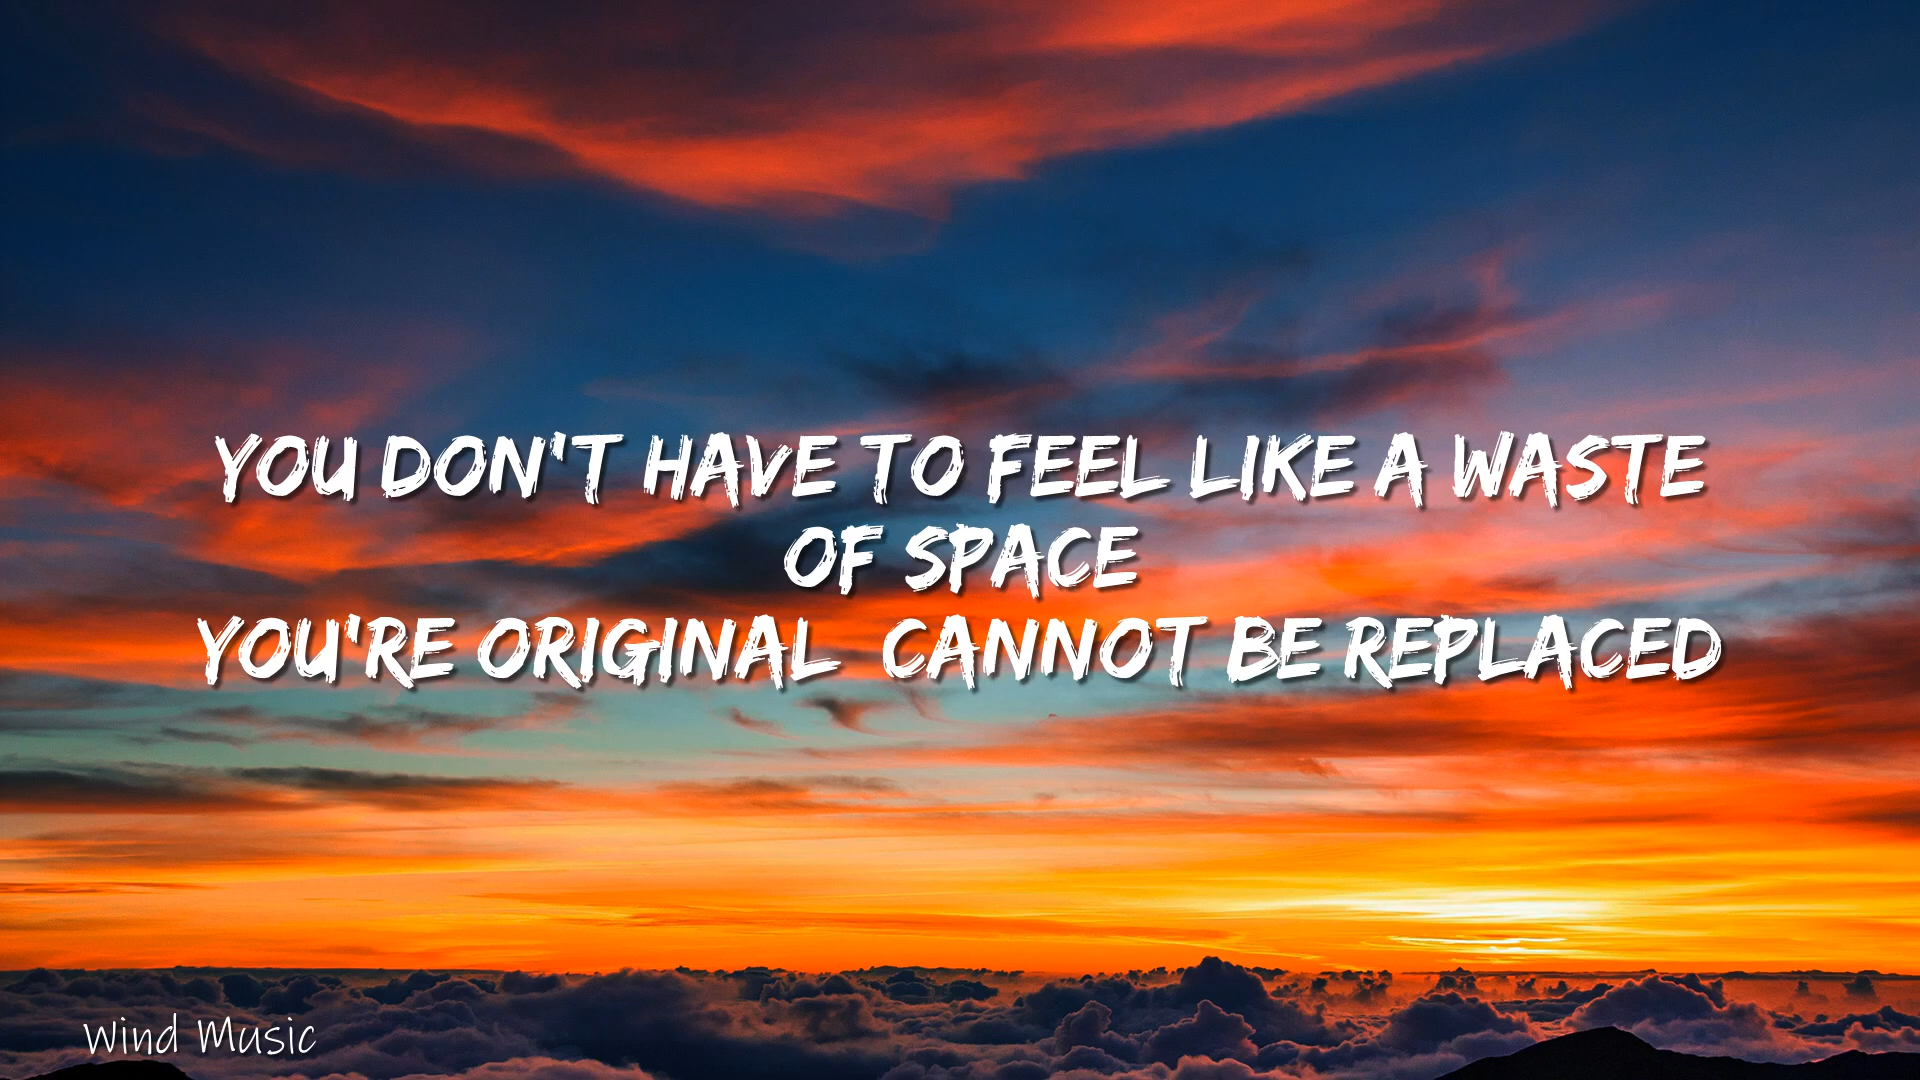 YOU DON'T HAVE TO FEEL LIKE A WASTE
OF SPACE
YOU'RE ORIGINAL CANNOT BE REPLACED
Wind Music